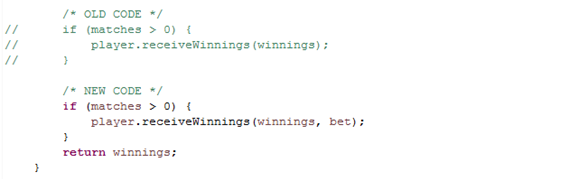 /* OLD CODE */
// if (matches > 0) {
// player.receiveWinnings(winnings);
// }
/* NEW CODE */
if (matches > 0) {
player.receiveWinnings(winnings, bet);
}
return winnings;
}